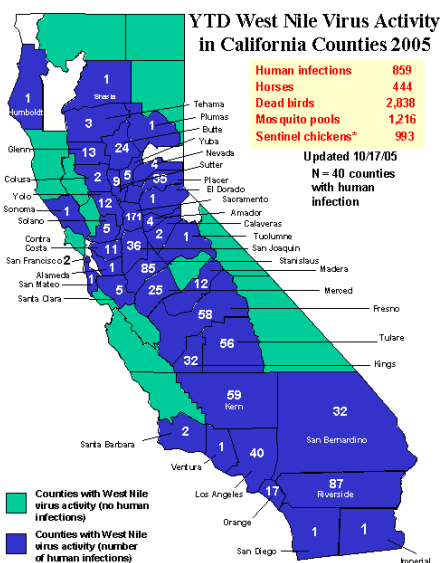 YTD West Nile Virus Activity
in California Counties 2005
Human infections 859
Horses 444
Dead birds 2,838
Mosquito pools 1,216
Sentinel chickens* 993
Updated 10/17/05
N = 40 counties
with human
infection
1
Humboldt
1
Shasta
Tehama
3
1
Plumas
Butte
Yuba
Glenn
13
24
Nevada
4
Sutter
Colusa
2
9
5
38
Placer
El Dorado
Yolo
12
1
Sacramento
Sonoma
1
171
4
Amador
Solano
5
2
1
Calaveras
Contra
Costa
11
36
Tuolumne
San Joaquin
San Francisco 2
1
85
Stanislaus
Alameda
1
Madera
San Mateo
5
25
12
Merced
Santa Clara
58
Fresno
56
Tulare
32
Kings
59
Kern
32
San Bernardino
Santa Barbara
2
1
40
Ventura
Los Angeles
17
87
Riverside
Orange
1
1
San Diego
Imperial
Counties with West Nile
virus activity (no human
infections)
Counties with West Nile
virus activity (number
of human infections)